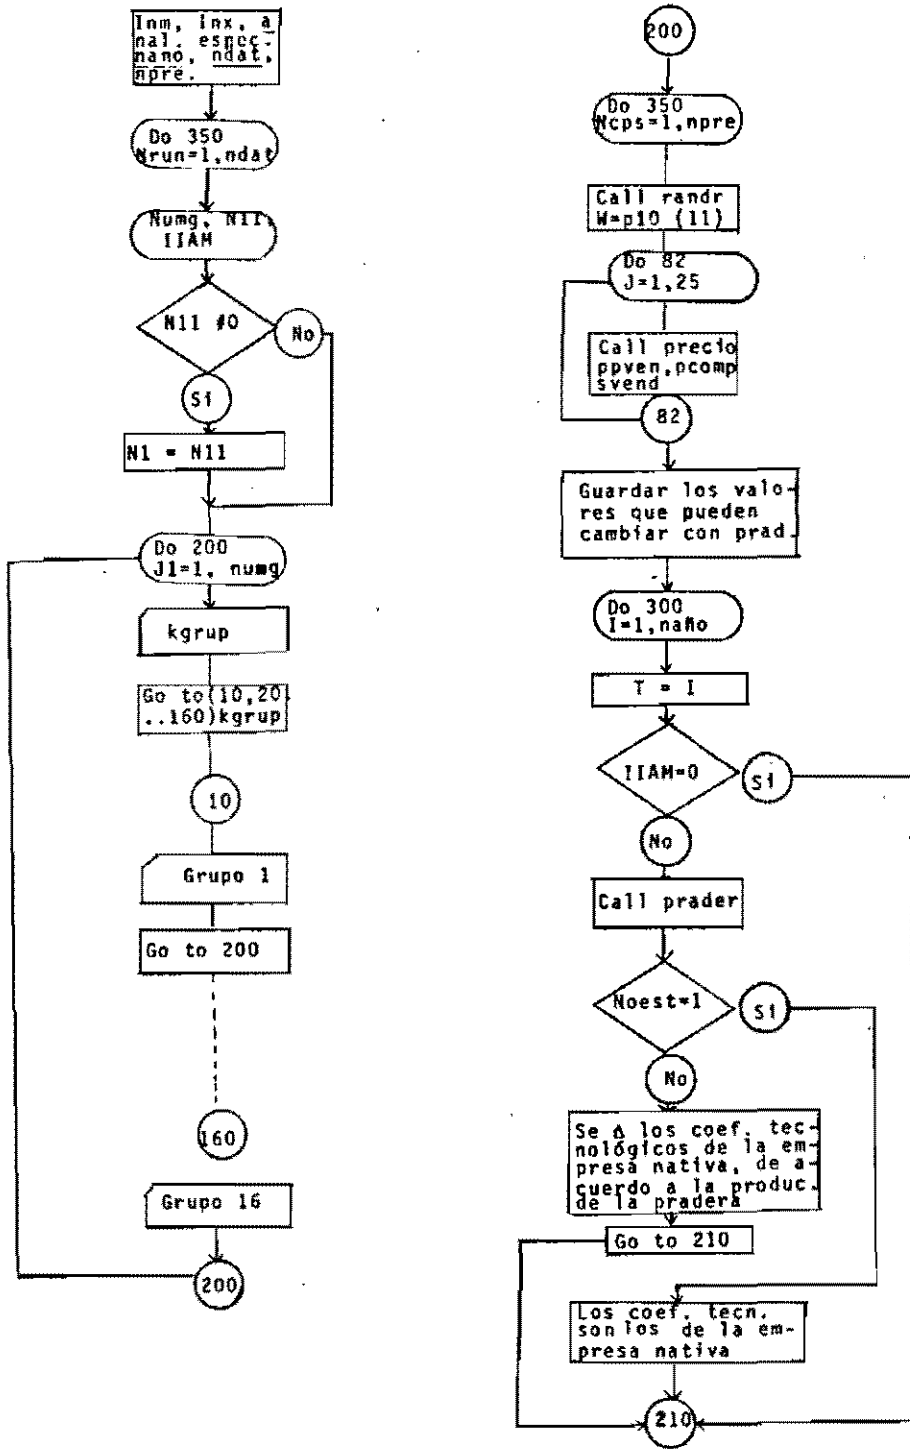 Inm, Inx, a
nal. espec.
nano, ndat,
npre.
Do 350
Nrun=1,ndat
Numg, N11,
IIAM
N11 ≠0
No
Si
N1 = N11
Do 200
J1=1, numg
kgrup
Go to(10,20.
..160)kgrup
10
Grupo 1
Go to 200
160
Grupo 16
200
200
Do 350
Ncps=1,npre
Call randr
W=p10 (11)
Do 82
J=1,25
Call precio
ppven,pcomp
svend
82
Guardar los valo-
res que pueden
cambiar con prad.
Do 300
I=1,naño
T = I
IIAM=0
Si
No
Call prader
Noest=1
Si
No
Se Δ los coef. tec-
nológicos de la em-
presa nativa, de a-
cuerdo a la produc.
de la pradera
Go to 210
Los coef. tecn.
son los de la em-
presa nativa
210